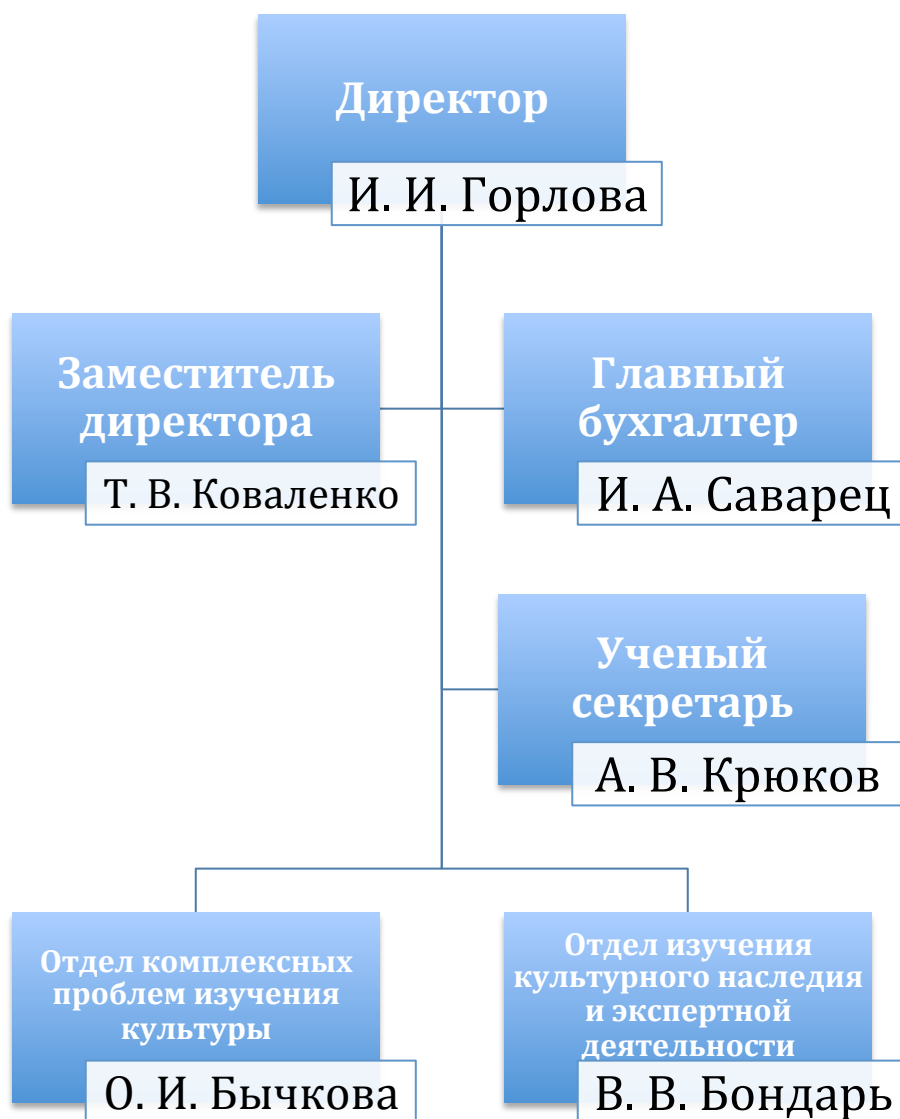 Директор
И. И. Горлова
Заместитель
директора
Т. В. Коваленко
Главный
бухгалтер
И. А. Саварец
Ученый
секретарь
А. В. Крюков
Отдел комплексных
проблем изучения
культуры
О. И. Бычкова
Отдел изучения
культурного наследия
и экспертной
деятельности
В. В. Бондарь